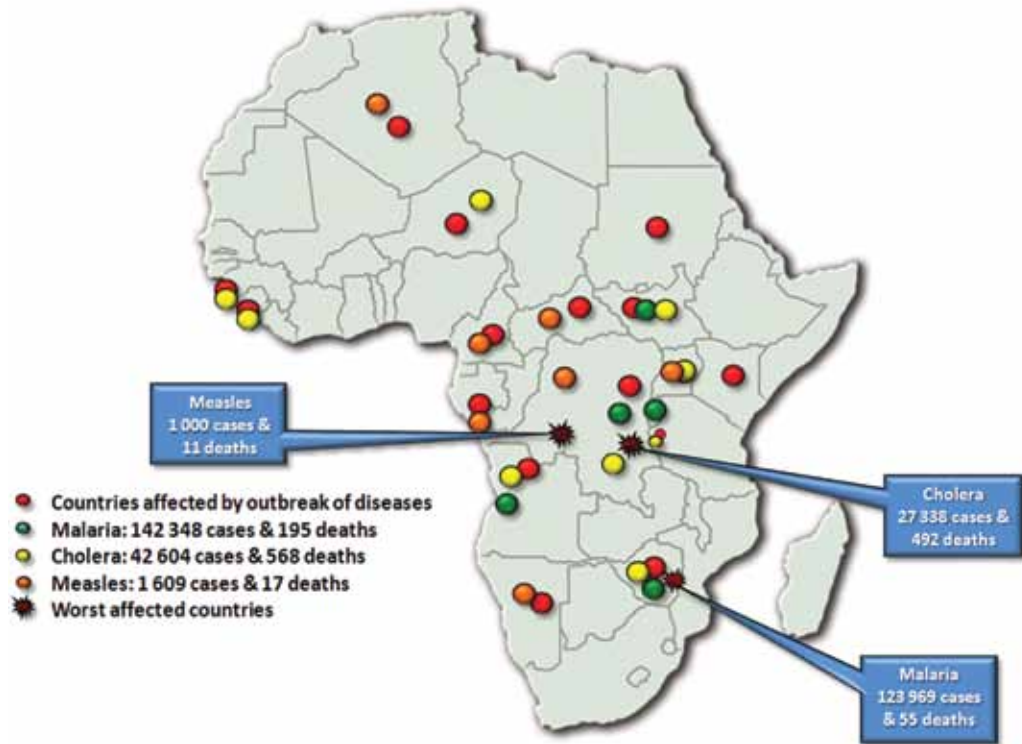 Measles
1 000 cases &
11 deaths
Countries affected by outbreak of diseases
Malaria: 142 348 cases & 195 deaths
Cholera: 42 604 cases & 568 deaths
Measles: 1 609 cases & 17 deaths
Worst affected countries
Cholera
27 338 cases &
492 deaths
Malaria
123 969 cases
& 55 deaths